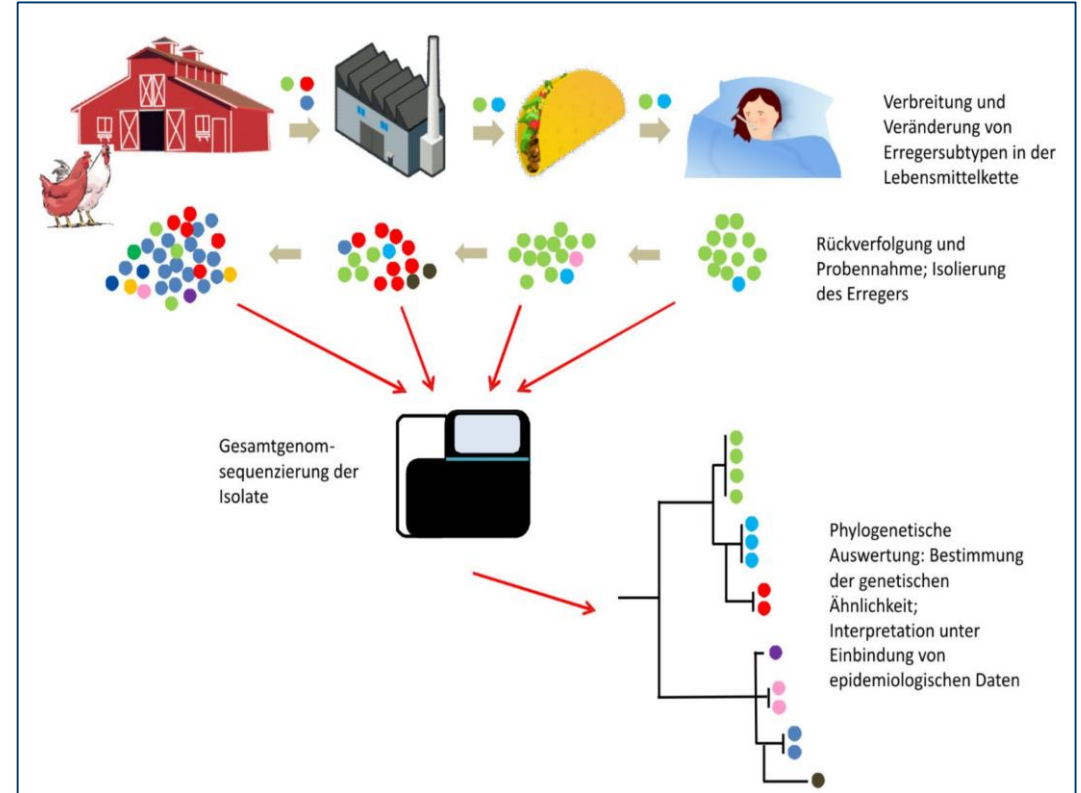 Verbreitung und
Veränderung von
Erregersubtypen in der
Lebensmittelkette
Rückverfolgung und
Probennahme; Isolierung
des Erregers
Gesamtgenom-
sequenzierung der
Isolate
Phylogenetische
Auswertung: Bestimmung
der genetischen
Ähnlichkeit;
Interpretation unter
Einbindung von
epidemiologischen Daten